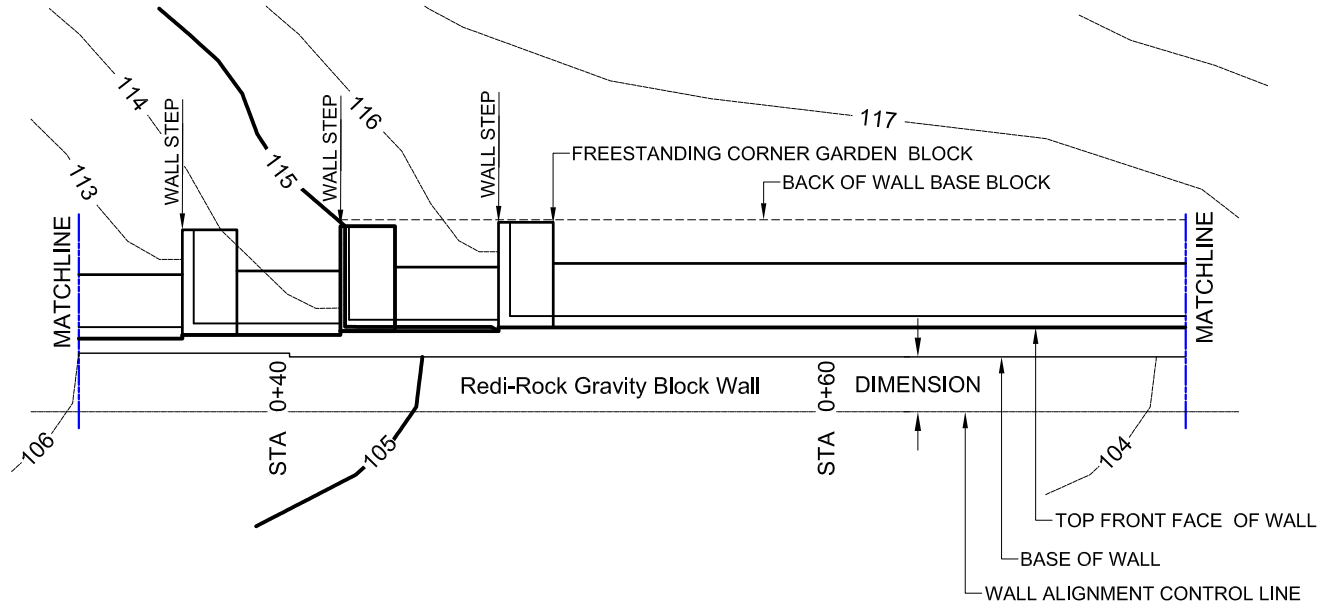 114
116
117
WALL STEP
WALL STEP
WALL STEP
FREESTANDING CORNER GARDEN BLOCK
115
113
BACK OF WALL BASE BLOCK
MATCHLINE
MATCHLINE
STA 0+40
Redi-Rock Gravity Block Wall
STA 0+60
DIMENSION
106
105
104
TOP FRONT FACE OF WALL
BASE OF WALL
WALL ALIGNMENT CONTROL LINE